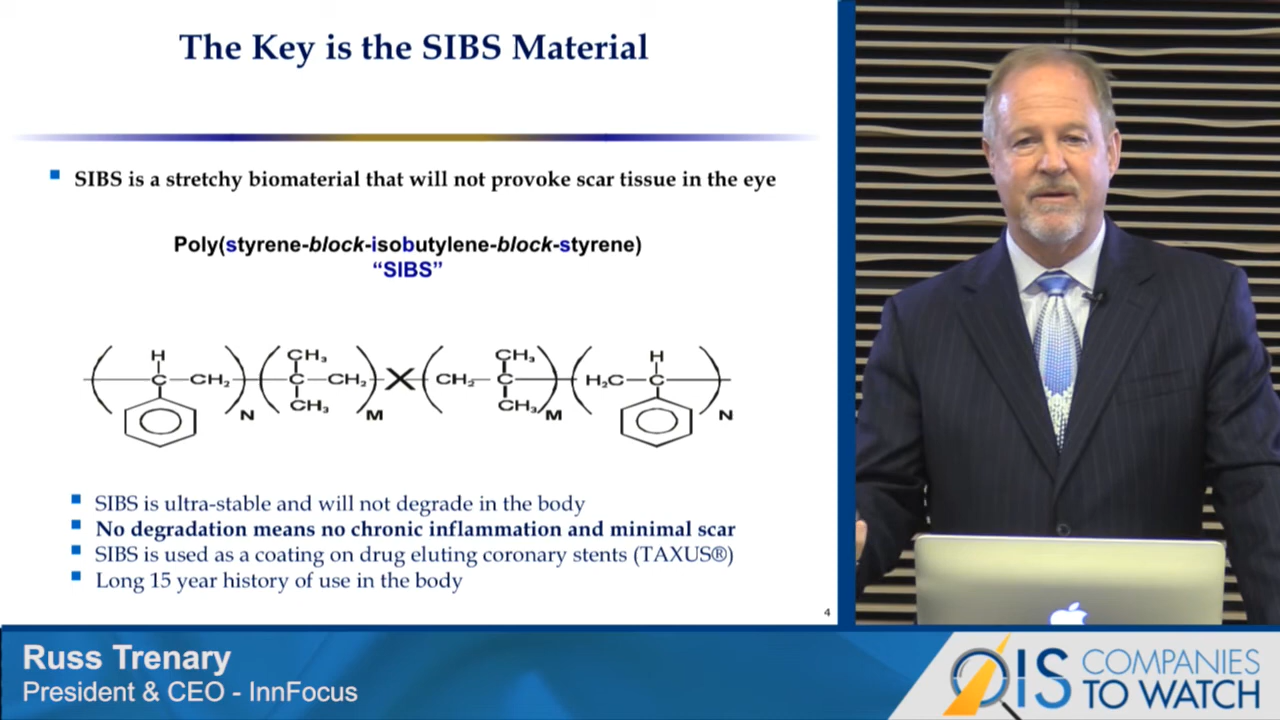 The Key is the SIBS Material
SIBS is a stretchy biomaterial that will not provoke scar tissue in the eye
Poly(styrene-block-isobutylene-block-styrene)
“SIBS”
H CH₃ CH₃ H
C—CH₂ C—CH₂ X CH₂—C H₂C—C
CH₃ CH₃
N M M N
SIBS is ultra-stable and will not degrade in the body
No degradation means no chronic inflammation and minimal scar
SIBS is used as a coating on drug eluting coronary stents (TAXUS®)
Long 15 year history of use in the body
4
Russ Trenary
President & CEO - InnFocus
OIS COMPANIES
TO WATCH